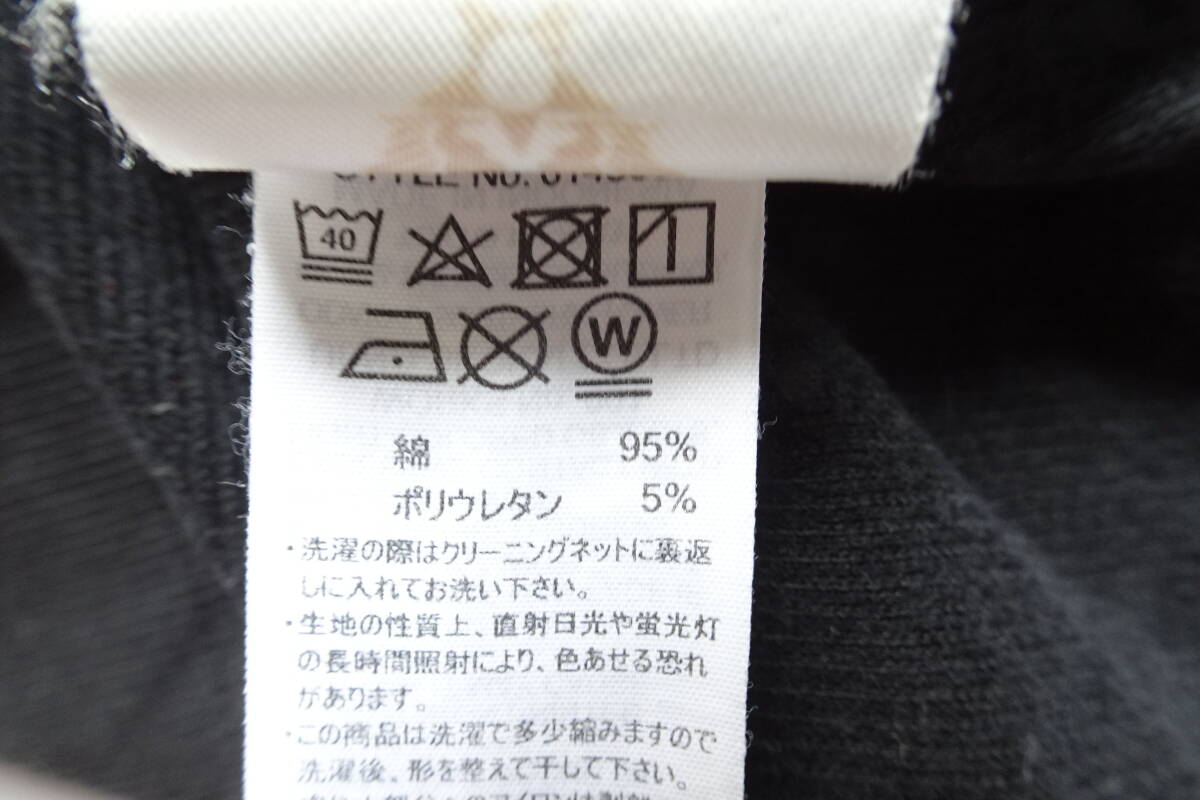 STYLE No.
40
W
綿 95%
ポリウレタン 5%
・洗濯の際はクリーニングネットに裏返
しに入れてお洗い下さい。
・生地の性質上、直射日光や蛍光灯
の長時間照射により、色あせる恐れ
があります。
・この商品は洗濯で多少縮みますので
洗濯後、形を整えて干して下さい。